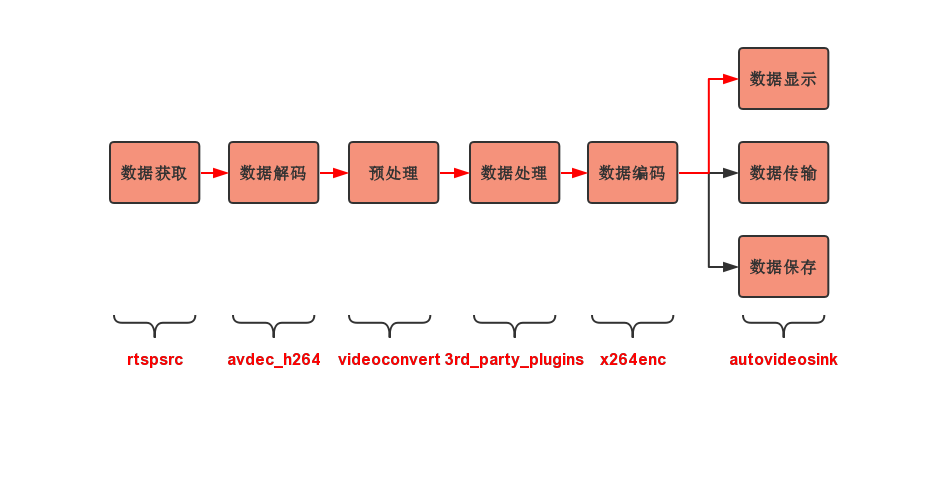 数据显示
数据获取
数据解码
预处理
数据处理
数据编码
数据传输
数据保存
rtspsrc
avdec_h264
videoconvert
3rd_party_plugins
x264enc
autovideosink